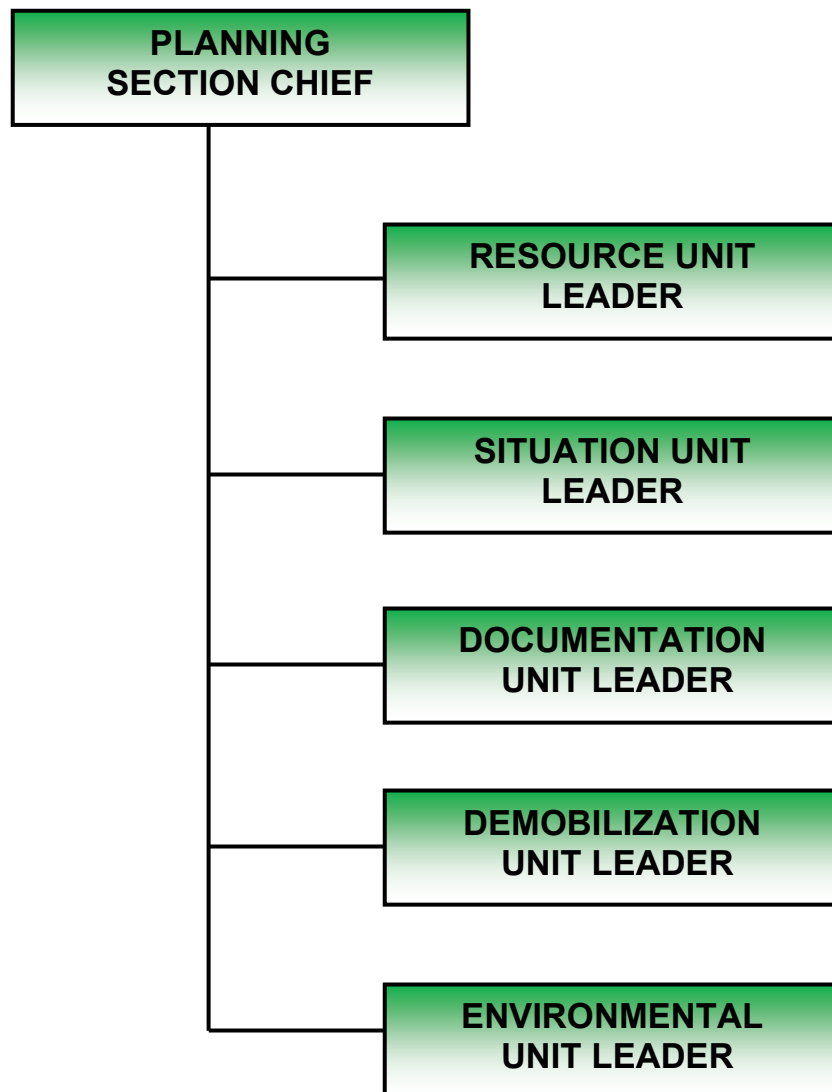 PLANNING
SECTION CHIEF
RESOURCE UNIT
LEADER
SITUATION UNIT
LEADER
DOCUMENTATION
UNIT LEADER
DEMOBILIZATION
UNIT LEADER
ENVIRONMENTAL
UNIT LEADER